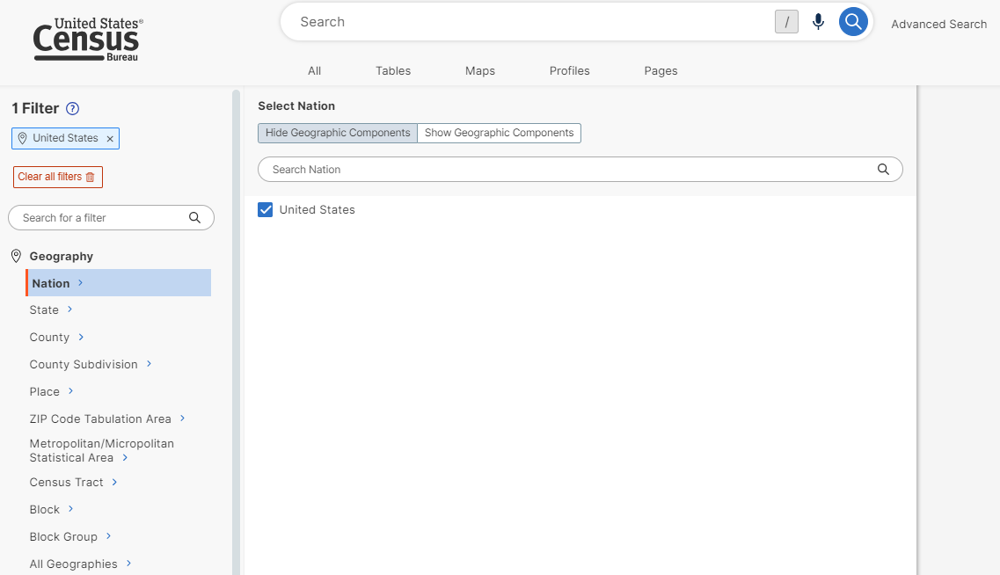 United States®
Census
Bureau
Search
/
Advanced Search
All
Tables
Maps
Profiles
Pages
1 Filter
?
United States ×
Clear all filters
Search for a filter
Geography
Nation
State
County
County Subdivision
Place
ZIP Code Tabulation Area
Metropolitan/Micropolitan
Statistical Area
Census Tract
Block
Block Group
All Geographies
Select Nation
Hide Geographic Components
Show Geographic Components
Search Nation
United States